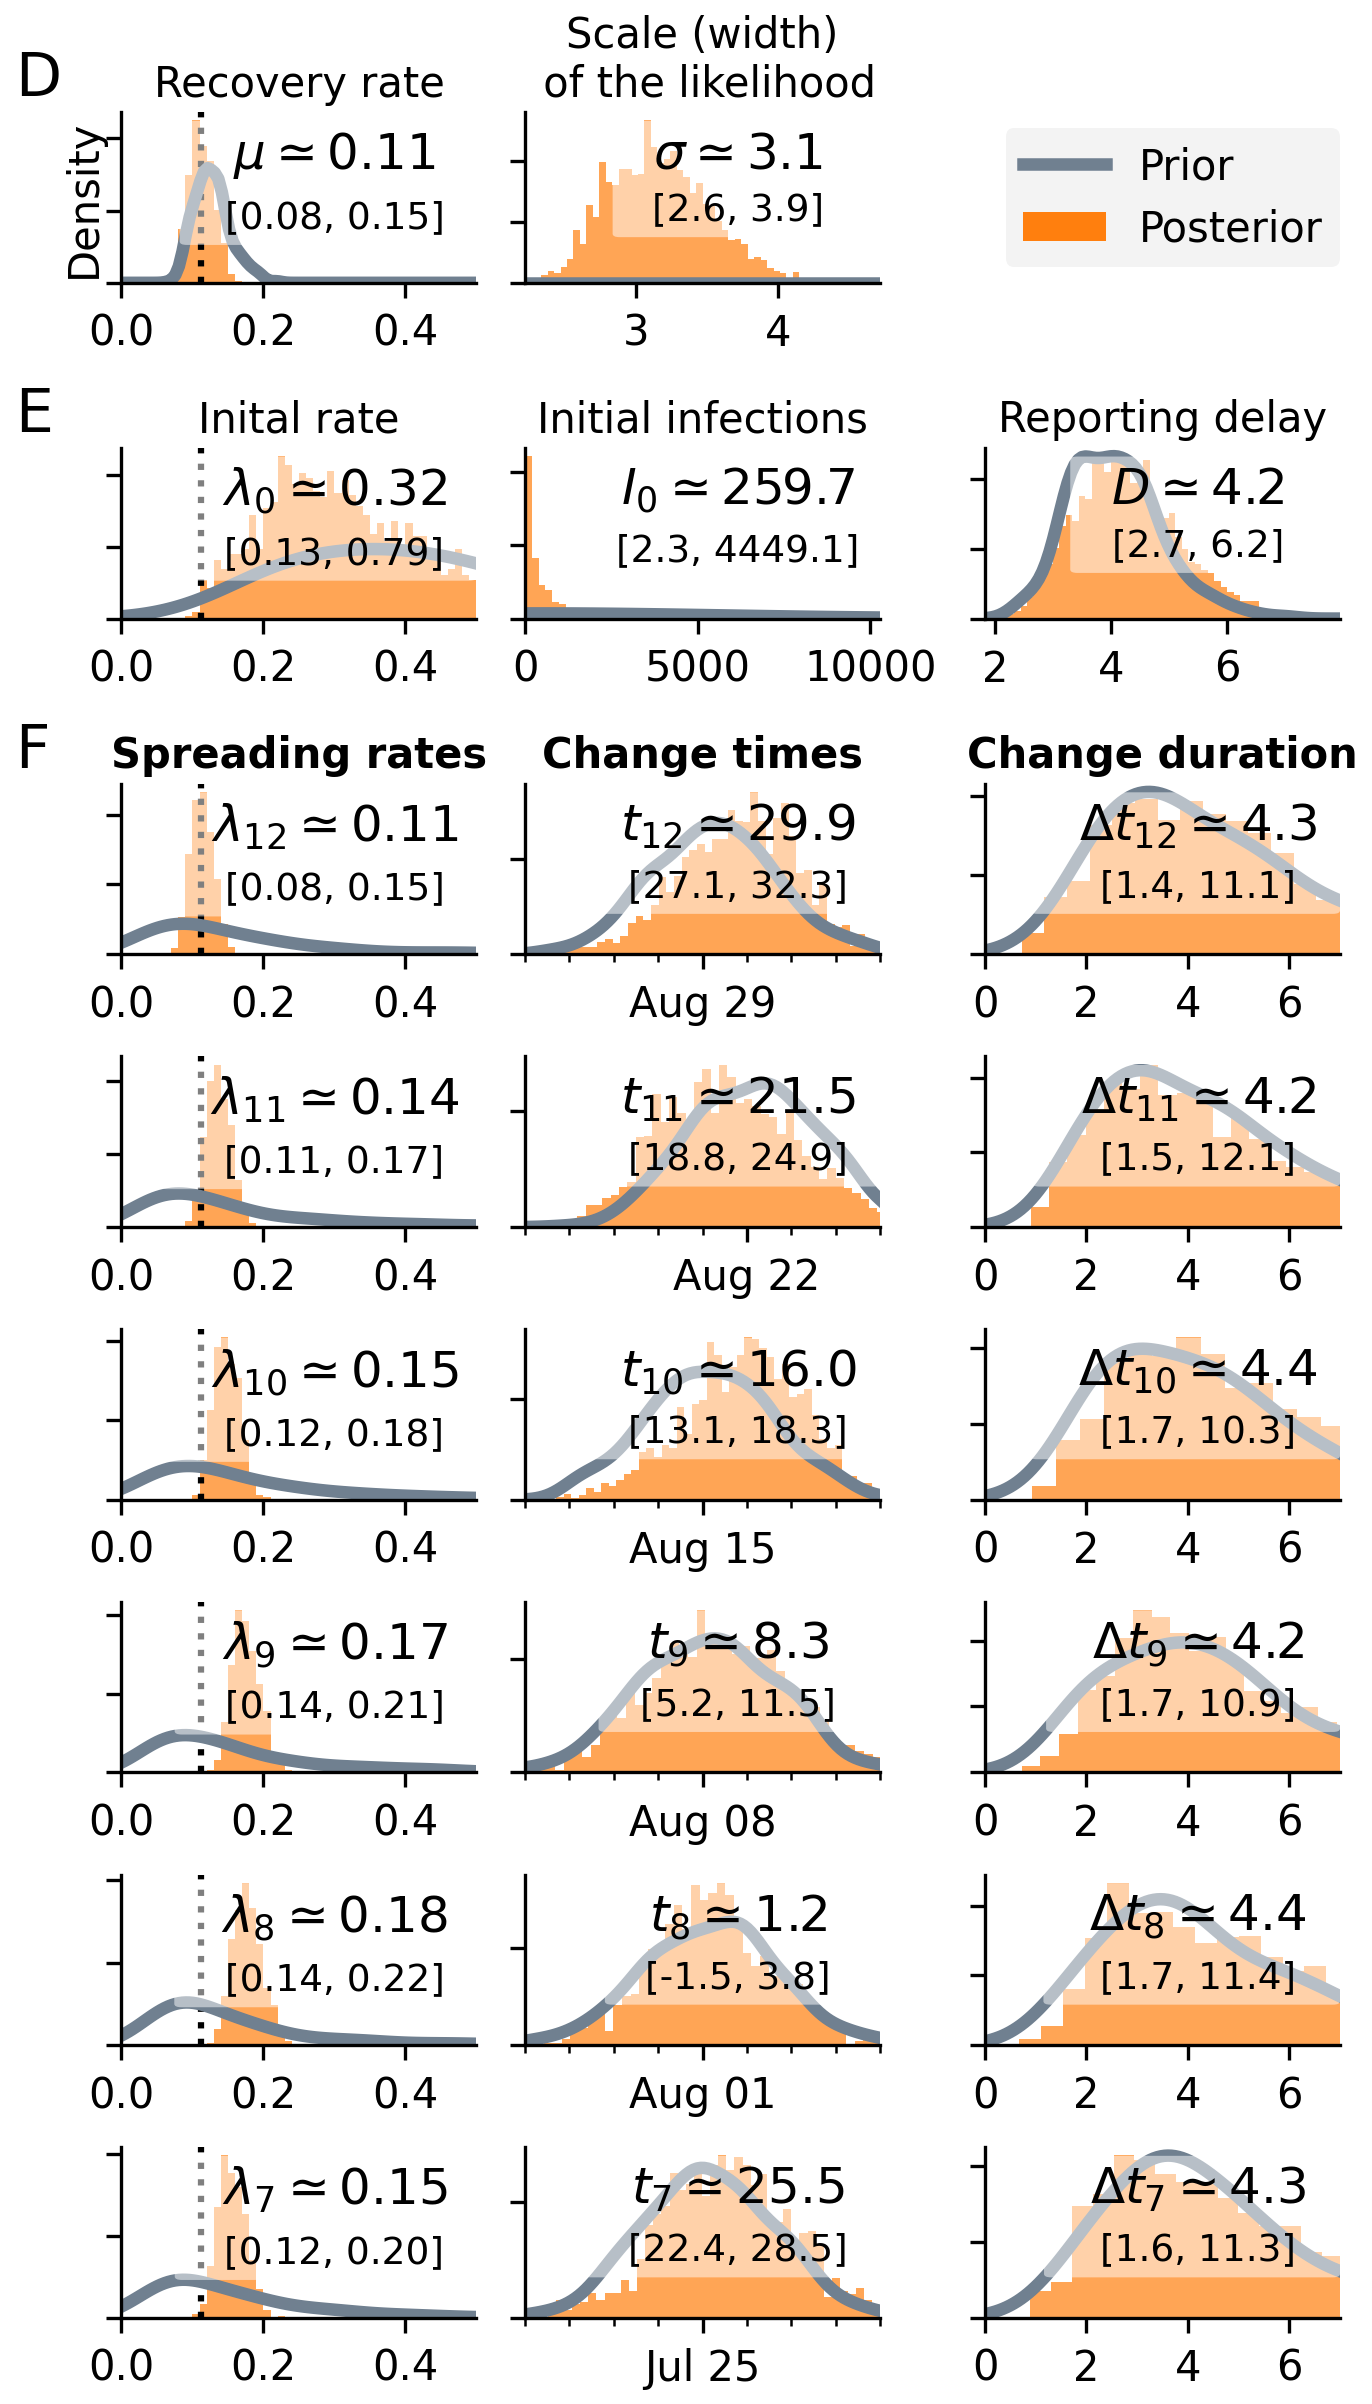 D
Recovery rate
Scale (width)
of the likelihood
Density
μ ≃ 0.11
[0.08, 0.15]
0.0 0.2 0.4
σ ≃ 3.1
[2.6, 3.9]
3 4
Prior
Posterior
E
Inital rate
λ0 ≃ 0.32
[0.13, 0.79]
0.0 0.2 0.4
Initial infections
I0 ≃ 259.7
[2.3, 4449.1]
0 5000 10000
Reporting delay
D ≃ 4.2
[2.7, 6.2]
2 4 6
F
Spreading rates
Change times
Change duration
λ12 ≃ 0.11
[0.08, 0.15]
0.0 0.2 0.4
t12 ≃ 29.9
[27.1, 32.3]
Aug 29
Δt12 ≃ 4.3
[1.4, 11.1]
0 2 4 6
λ11 ≃ 0.14
[0.11, 0.17]
0.0 0.2 0.4
t11 ≃ 21.5
[18.8, 24.9]
Aug 22
Δt11 ≃ 4.2
[1.5, 12.1]
0 2 4 6
λ10 ≃ 0.15
[0.12, 0.18]
0.0 0.2 0.4
t10 ≃ 16.0
[13.1, 18.3]
Aug 15
Δt10 ≃ 4.4
[1.7, 10.3]
0 2 4 6
λ9 ≃ 0.17
[0.14, 0.21]
0.0 0.2 0.4
t9 ≃ 8.3
[5.2, 11.5]
Aug 08
Δt9 ≃ 4.2
[1.7, 10.9]
0 2 4 6
λ8 ≃ 0.18
[0.14, 0.22]
0.0 0.2 0.4
t8 ≃ 1.2
[-1.5, 3.8]
Aug 01
Δt8 ≃ 4.4
[1.7, 11.4]
0 2 4 6
λ7 ≃ 0.15
[0.12, 0.20]
0.0 0.2 0.4
t7 ≃ 25.5
[22.4, 28.5]
Jul 25
Δt7 ≃ 4.3
[1.6, 11.3]
0 2 4 6